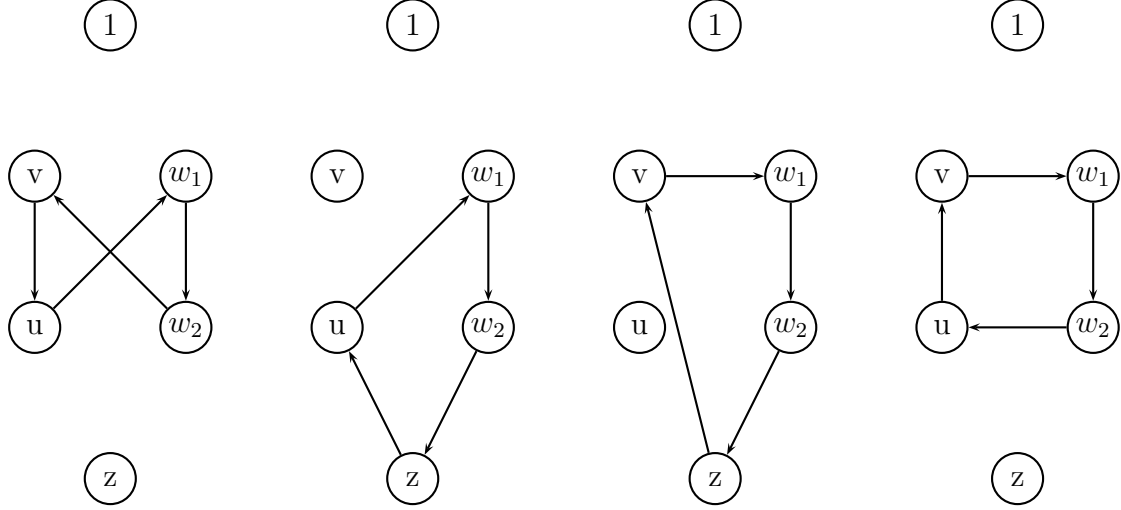 1 1 1 1
v w₁ v w₁ v w₁ v w₁
u w₂ u w₂ u w₂ u w₂
z z z z